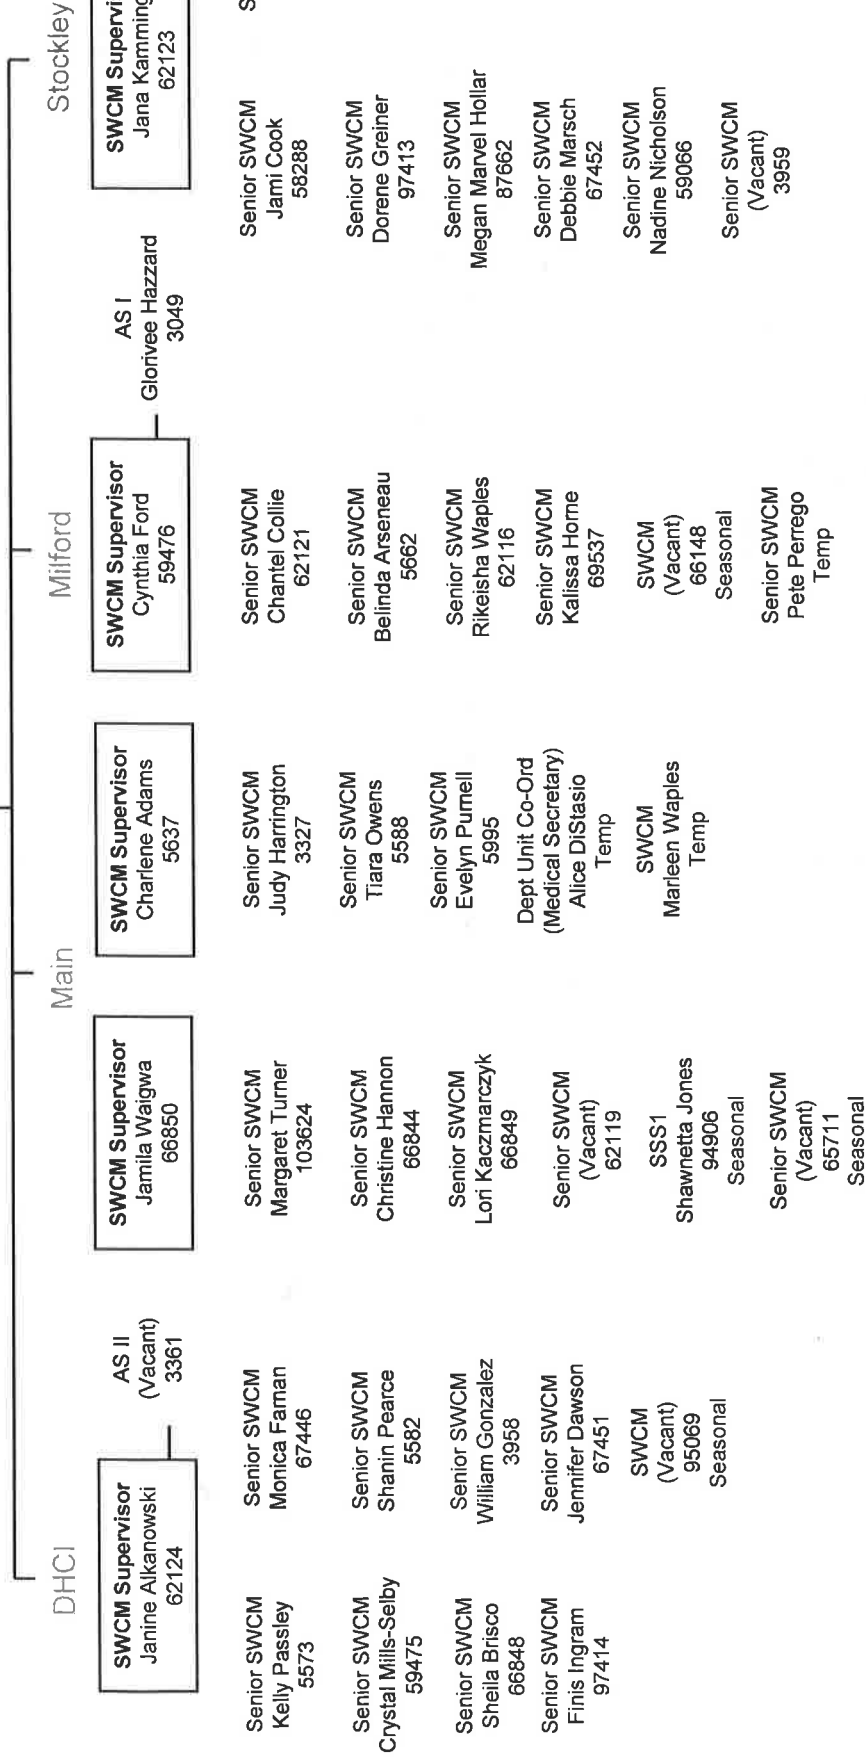 DHCI
SWCM Supervisor
Janine Alkanowski
62124
AS II
(Vacant)
3361
Senior SWCM
Kelly Passley
5573
Senior SWCM
Crystal Mills-Selby
59475
Senior SWCM
Sheila Brisco
66848
Senior SWCM
Finis Ingram
97414
Senior SWCM
Monica Farnan
67446
Senior SWCM
Shanin Pearce
5582
Senior SWCM
William Gonzalez
3958
Senior SWCM
Jennifer Dawson
67451
SWCM
(Vacant)
95069
Seasonal
Main
SWCM Supervisor
Jamila Waigwa
66850
Senior SWCM
Margaret Turner
103624
Senior SWCM
Christine Hannon
66844
Senior SWCM
Lori Kaczmarczyk
66849
Senior SWCM
(Vacant)
62119
SSS1
Shawnetta Jones
94906
Seasonal
Senior SWCM
(Vacant)
65711
Seasonal
SWCM Supervisor
Charlene Adams
5637
Senior SWCM
Judy Harrington
3327
Senior SWCM
Tiara Owens
5588
Senior SWCM
Evelyn Purnell
5995
Dept Unit Co-Ord
(Medical Secretary)
Alice DiStasio
Temp
SWCM
Marleen Waples
Temp
Milford
SWCM Supervisor
Cynthia Ford
59476
AS I
Glorivee Hazzard
3049
Senior SWCM
Chantel Collie
62121
Senior SWCM
Belinda Arseneau
5662
Senior SWCM
Rikeisha Waples
62116
Senior SWCM
Kalissa Horne
69537
SWCM
(Vacant)
66148
Seasonal
Senior SWCM
Pete Perrego
Temp
Stockley
SWCM Supervi
Jana Kamming
62123
Senior SWCM
Jami Cook
58288
Senior SWCM
Dorene Greiner
97413
Senior SWCM
Megan Marvel Hollar
87662
Senior SWCM
Debbie Marsch
67452
Senior SWCM
Nadine Nicholson
59066
Senior SWCM
(Vacant)
3959